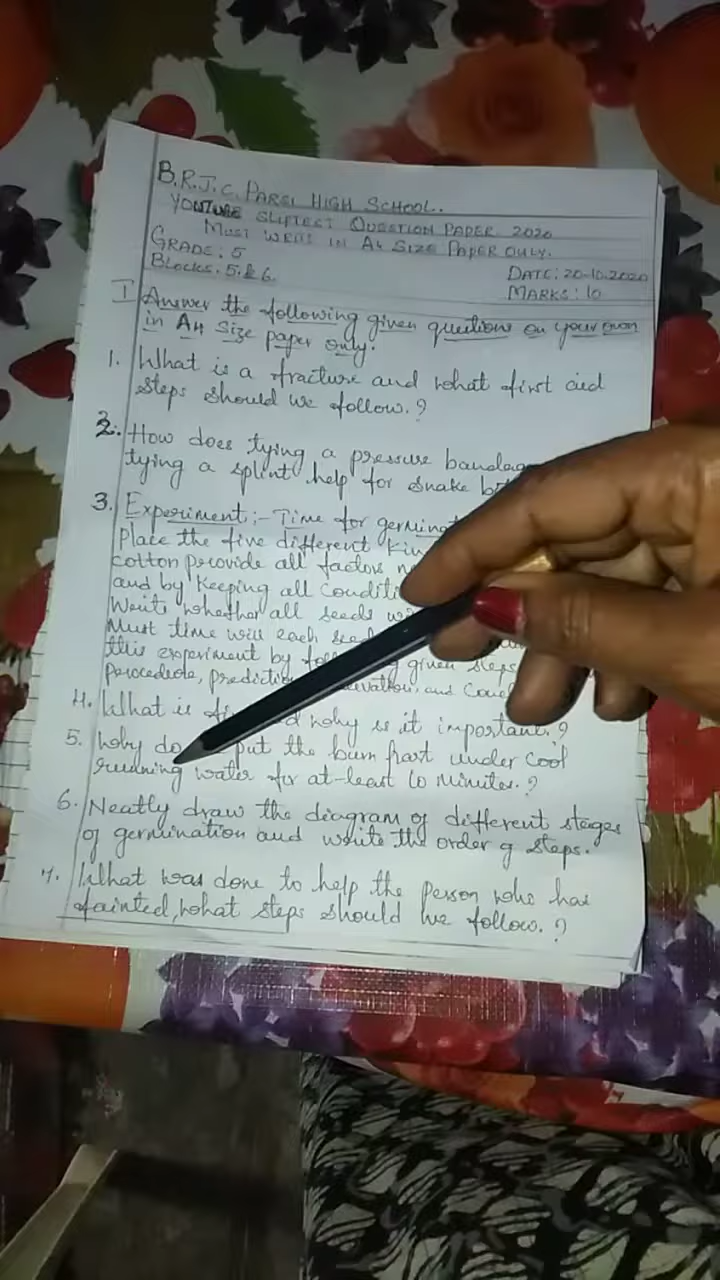 B.R.J.C. PARSI HIGH SCHOOL.
YOUTUBE SLIPTEST QUESTION PAPER 2020
MUST WRITE IN A4 SIZE PAPER ONLY.
GRADE: 5
Blocks: 5 & 6.
DATE: 20-10-2020
MARKS: 10
I Answer the following given questions on your own
in A4 size paper only.
1. What is a fracture and what first aid
steps should we follow.?
2. How does tying a pressure
tying a splint help for snake
3. Experiment:- Time for
Place the five different
cotton provide all factors
and by keeping all
Write whether all seeds
Must time will each
this experiment by given steps
Procedure,
4. What is and why is it important.?
5. Why do put the burn part under cool
running water for at-least 10 minutes.?
6. Neatly draw the diagram of different stages
of germination and write the order of steps.
7. What was done to help the person who has
fainted, what steps should we follow.?